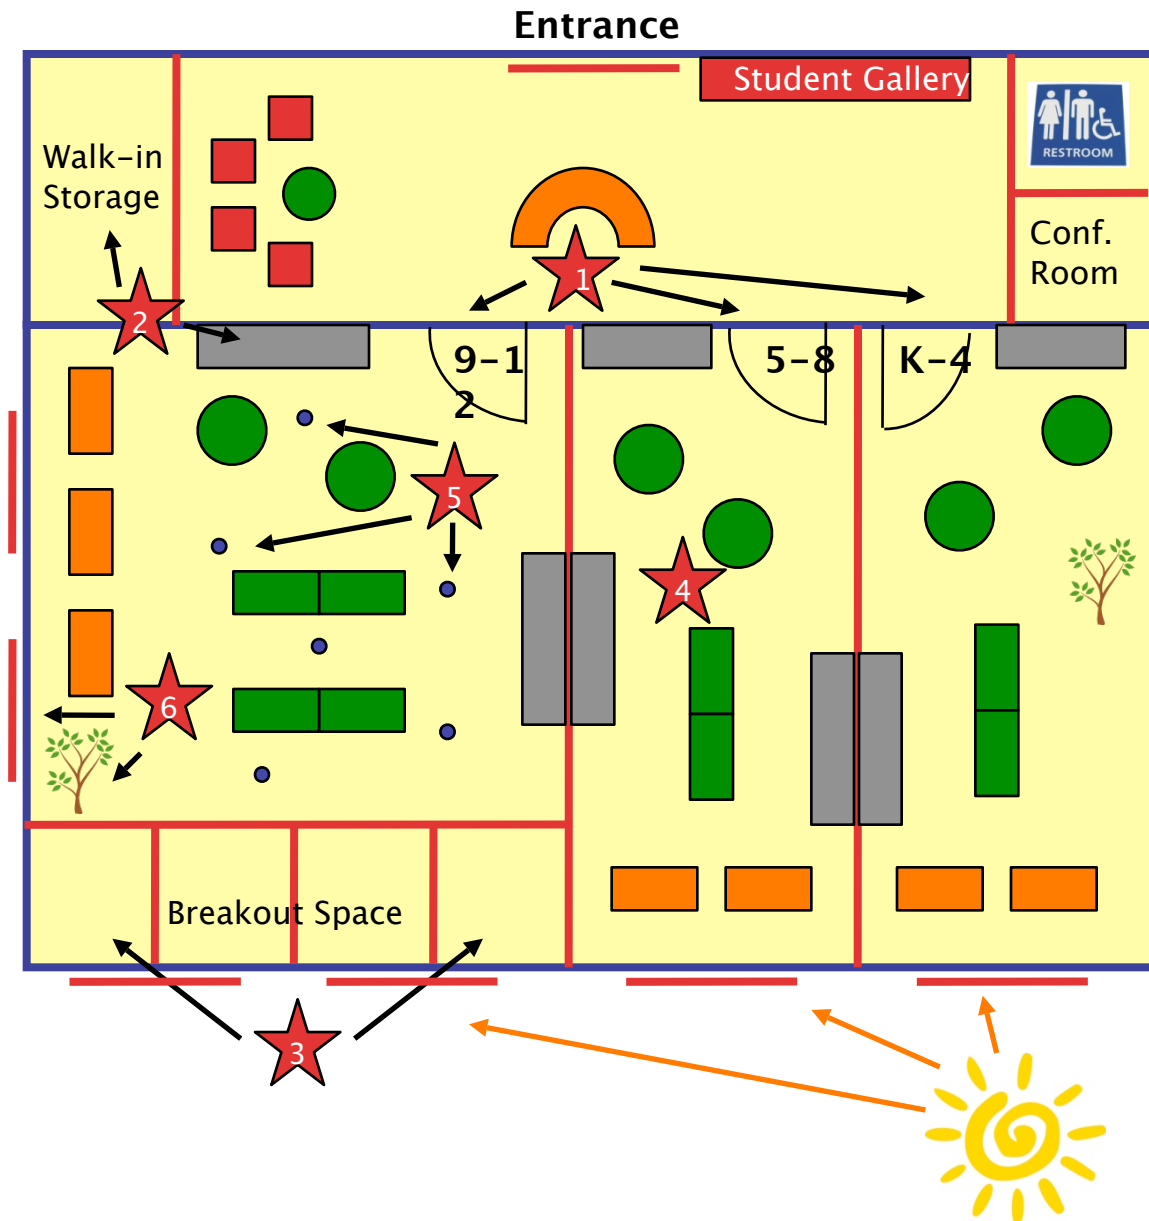 Entrance
Student Gallery
RESTROOM
Walk-in
Storage
Conf.
Room
1
2
9-1
2
5-8
K-4
5
4
6
Breakout Space
3